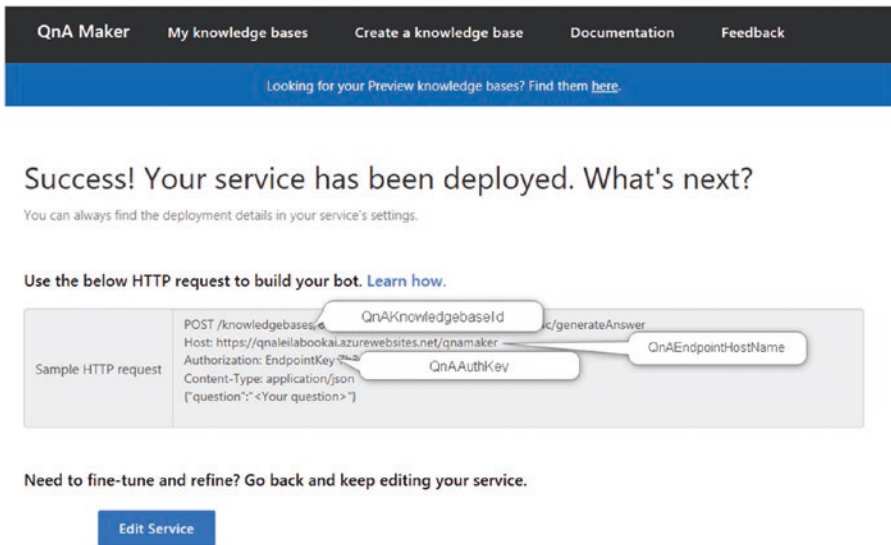 QnA Maker My knowledge bases Create a knowledge base Documentation Feedback
Looking for your Preview knowledge bases? Find them here.
Success! Your service has been deployed. What's next?
You can always find the deployment details in your service's settings.
Use the below HTTP request to build your bot. Learn how.
Sample HTTP request
POST /knowledgebases/ QnAKnowledgebaseId c/generateAnswer
Host: https://qnaleilabookai.azurewebsites.net/qnamaker QnAEndpointHostName
Authorization: EndpointKey QnAAuthKey
Content-Type: application/json
{"question":"<Your question>"}
Need to fine-tune and refine? Go back and keep editing your service.
Edit Service